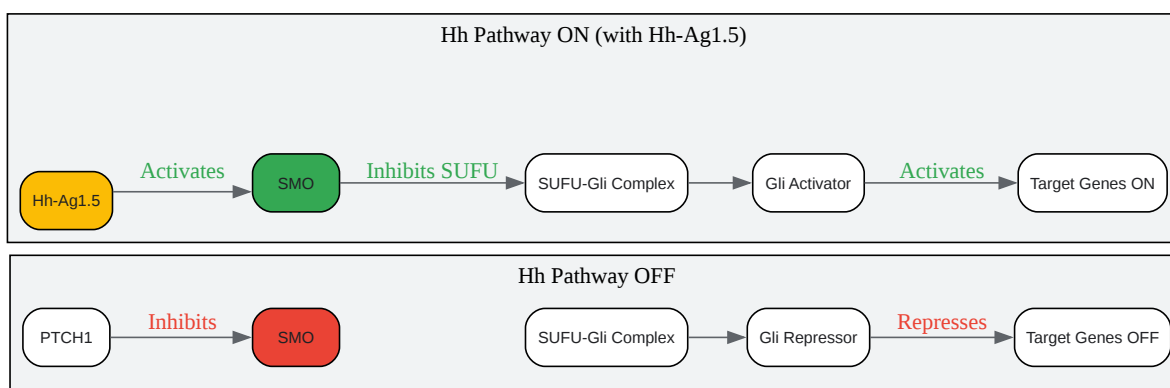 Hh Pathway ON (with Hh-Ag1.5)
Hh-Ag1.5
Activates
SMO
Inhibits SUFU
SUFU-Gli Complex
Gli Activator
Activates
Target Genes ON
Hh Pathway OFF
PTCH1
Inhibits
SMO
SUFU-Gli Complex
Gli Repressor
Represses
Target Genes OFF